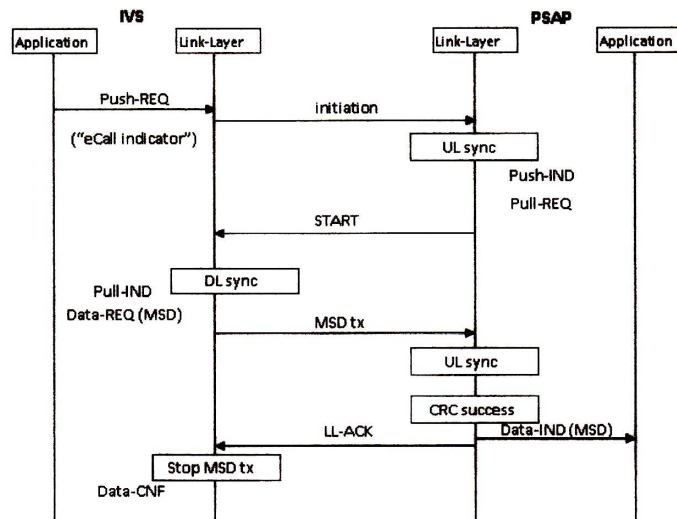 IVS
PSAP
Application
Link-Layer
Link-Layer
Application
Push-REQ
initiation
("eCall indicator")
UL sync
Push-IND
Pull-REQ
START
DL sync
Pull-IND
Data-REQ (MSD)
MSD tx
UL sync
CRC success
LL-ACK
Data-IND (MSD)
Stop MSD tx
Data-CNF